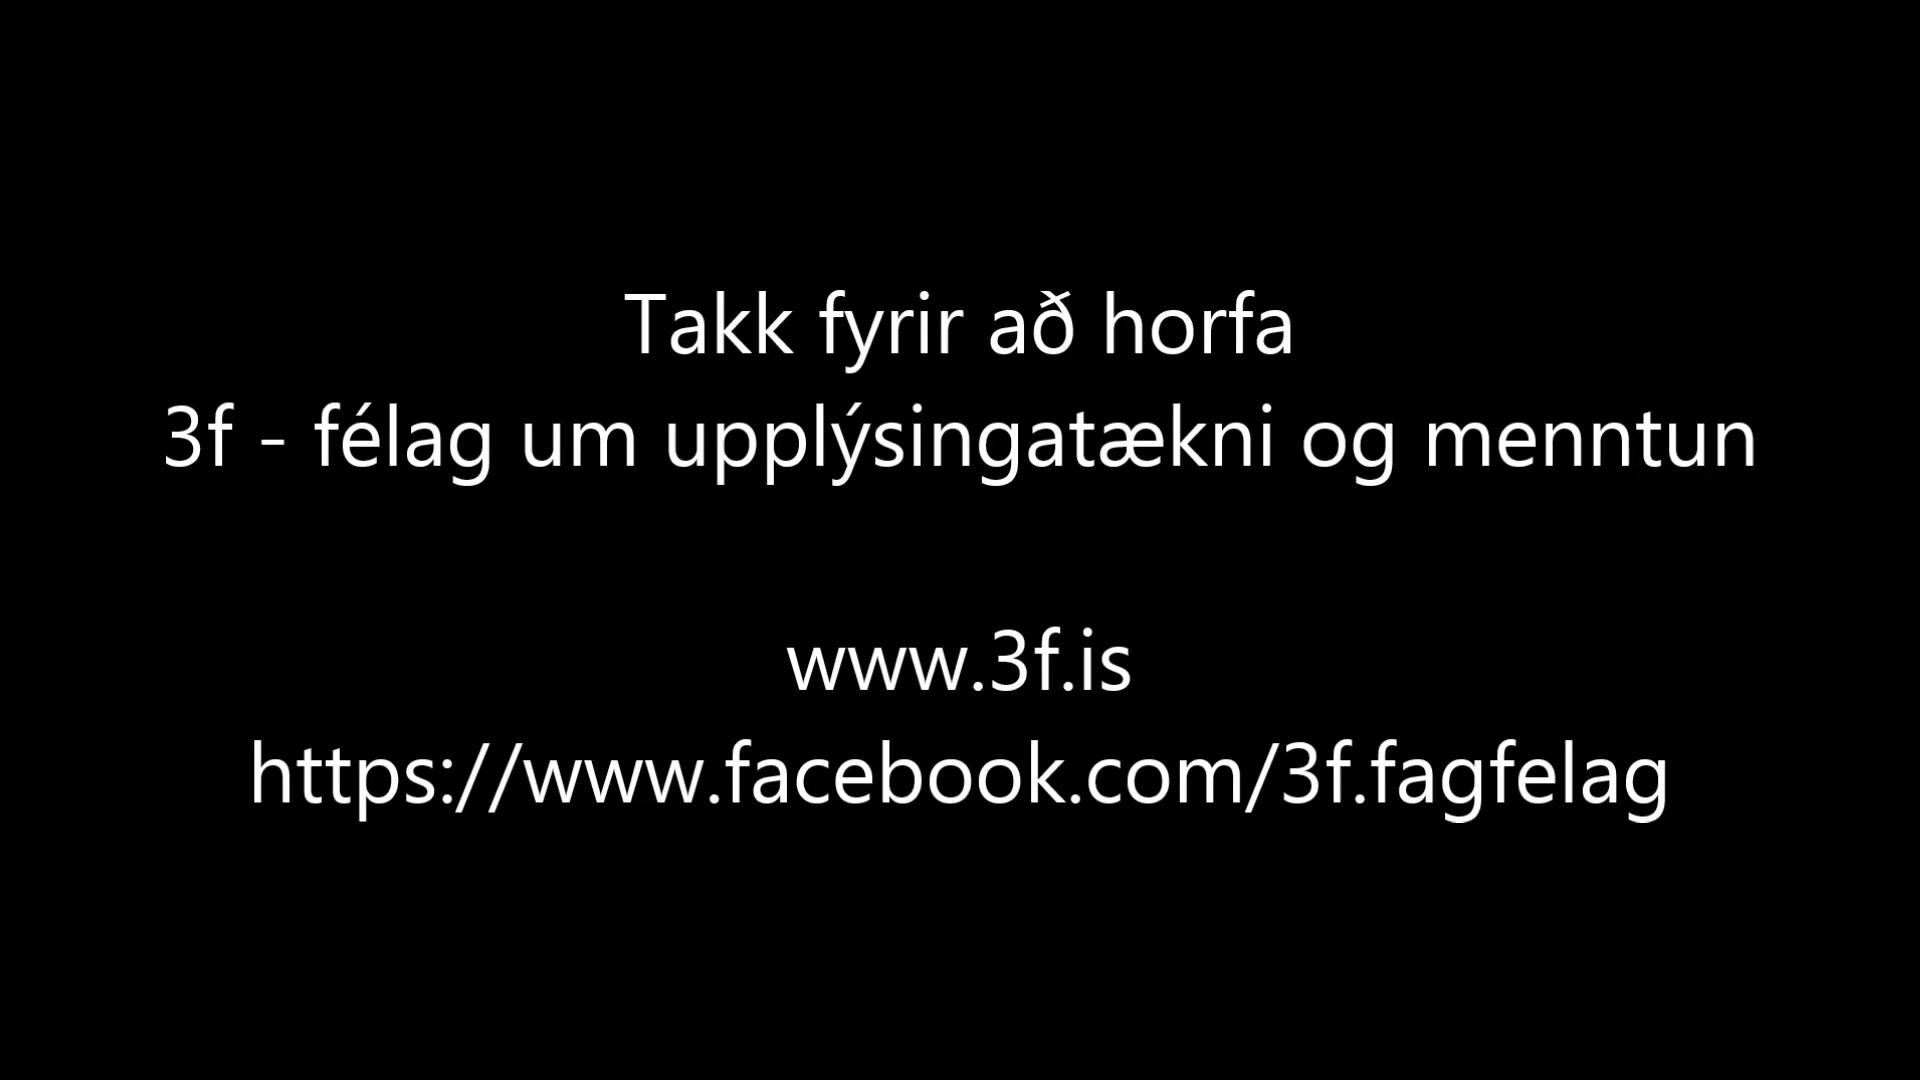 Takk fyrir að horfa
3f - félag um upplýsingatækni og menntun
www.3f.is
https://www.facebook.com/3f.fagfelag